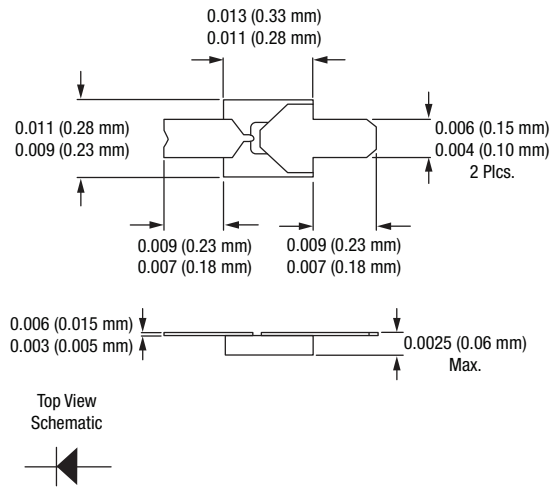 0.013 (0.33 mm)
0.011 (0.28 mm)
0.011 (0.28 mm)
0.009 (0.23 mm)
0.006 (0.15 mm)
0.004 (0.10 mm)
2 Plcs.
0.009 (0.23 mm)
0.007 (0.18 mm)
0.009 (0.23 mm)
0.007 (0.18 mm)
0.006 (0.015 mm)
0.003 (0.005 mm)
0.0025 (0.06 mm)
Max.
Top View
Schematic